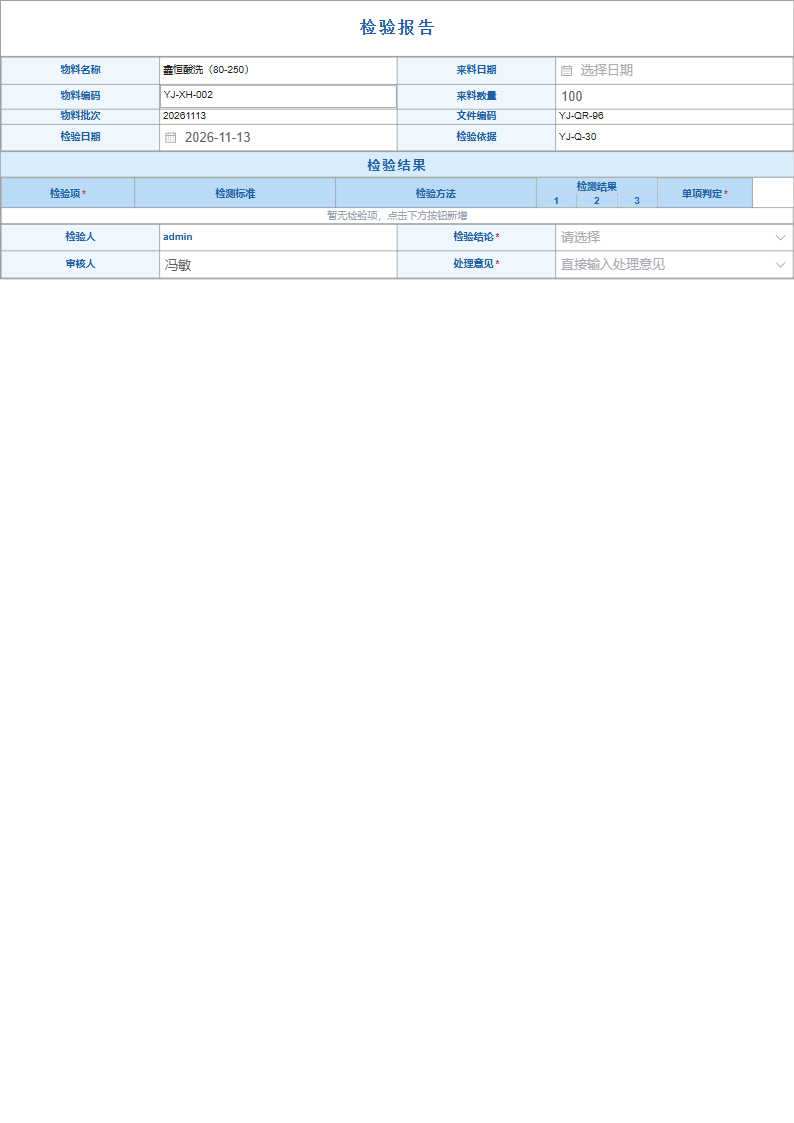 检验报告
物料名称 鑫恒酸洗（80-250） 来料日期 选择日期
物料编码 YJ-XH-002 来料数量 100
物料批次 20261113 文件编码 YJ-QR-96
检验日期 2026-11-13 检验依据 YJ-Q-30
检验结果
检验项* 检测标准 检验方法 检测结果 单项判定*
1 2 3
暂无检验项，点击下方按钮新增
检验人 admin 检验结论* 请选择
审核人 冯敏 处理意见* 直接输入处理意见